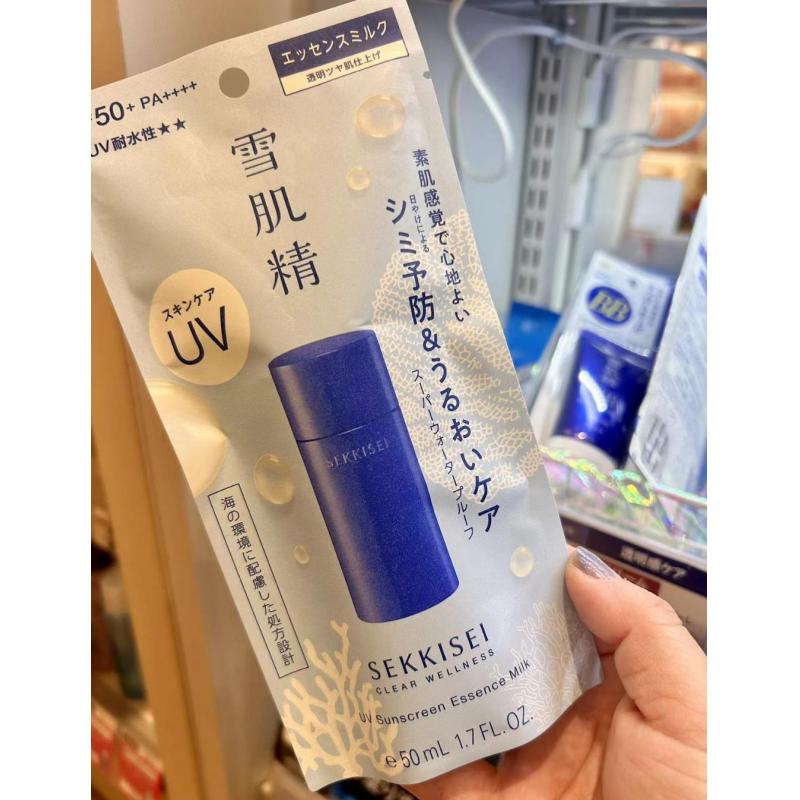 エッセンスミルク
透明ツヤ肌仕上げ
50+ PA++++
UV耐水性★★
雪肌精
スキンケア
UV
素肌感覚で心地よい
日やけによる
シミ予防&うるおいケア
スーパーウォータープルーフ
SEKKISEI
海の環境に配慮した処方設計
SEKKISEI
CLEAR WELLNESS
UV Sunscreen Essence Milk
℮50mL 1.7FL.OZ.
BB
透明感ケア